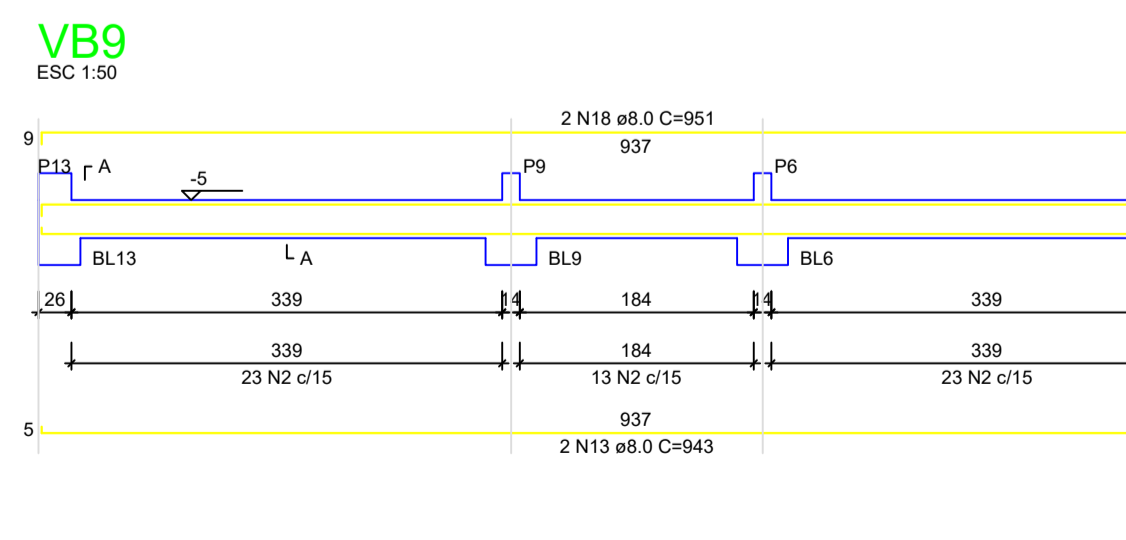 VB9
ESC 1:50
2 N18 ø8.0 C=951
9
937
P13
A
-5
P9
P6
BL13
A
BL9
BL6
26
339
14
184
14
339
339
184
339
23 N2 c/15
13 N2 c/15
23 N2 c/15
937
5
2 N13 ø8.0 C=943